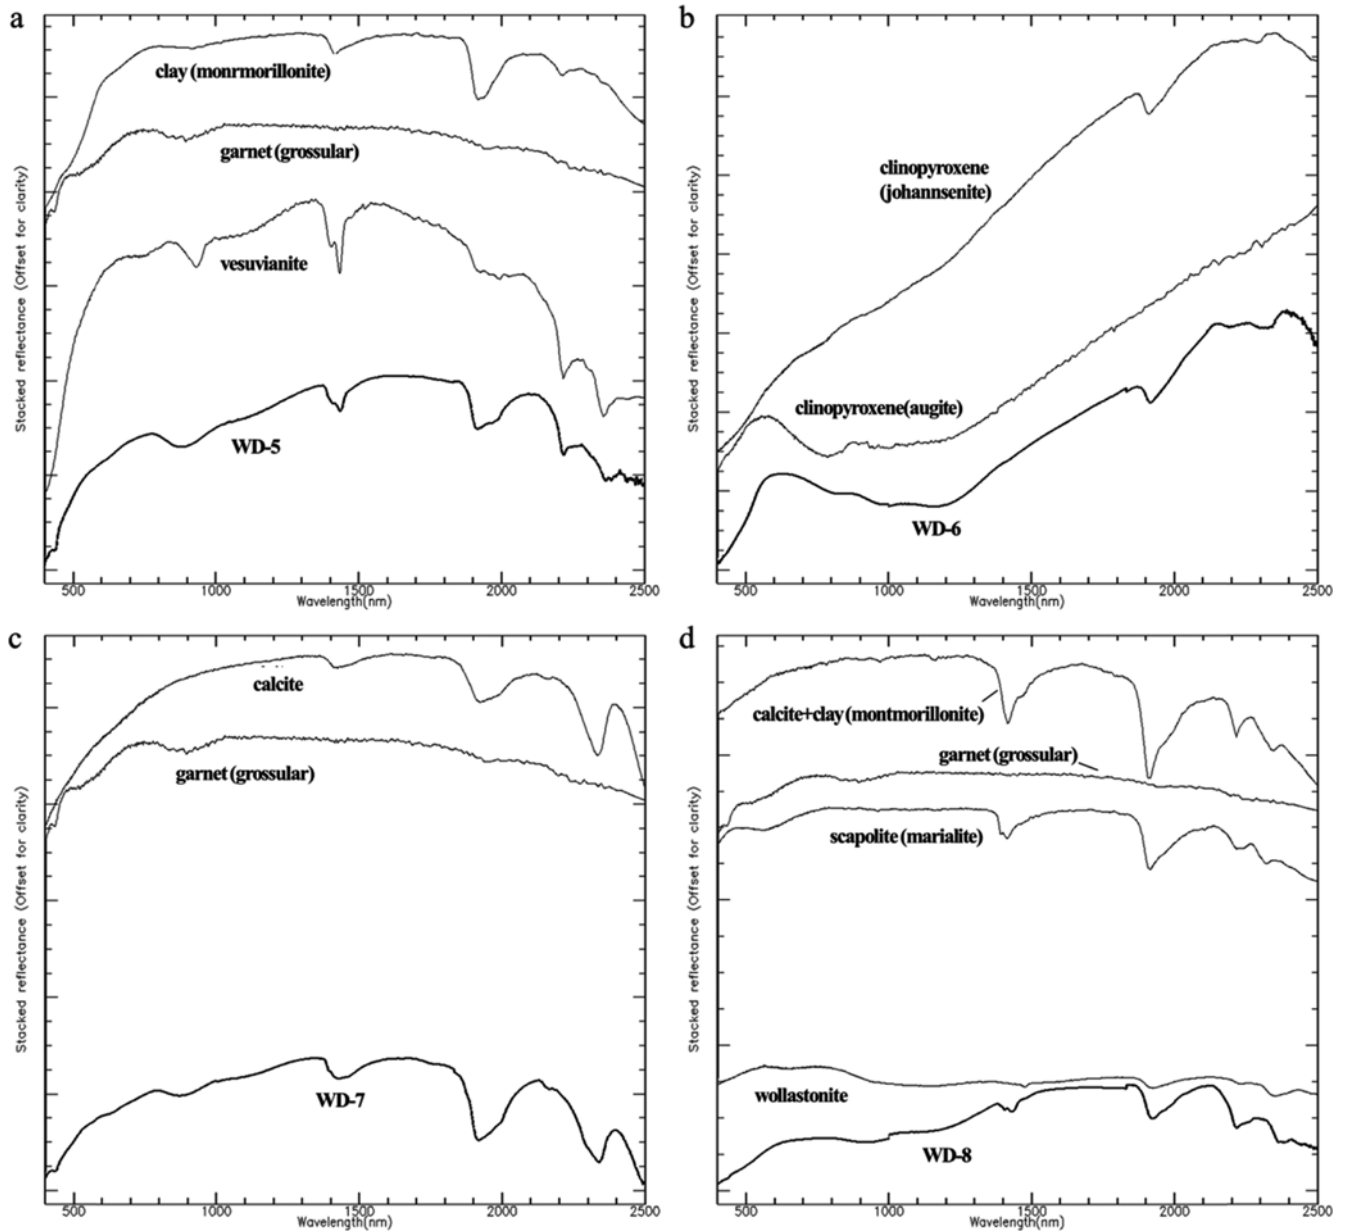 a
clay (monrmorillonite)
garnet (grossular)
vesuvianite
WD-5
Stacked reflectance (Offset for clarity)
500 1000 1500 2000 2500
Wavelength(nm)
b
clinopyroxene
(johannsenite)
clinopyroxene(augite)
WD-6
Stacked reflectance (Offset for clarity)
500 1000 1500 2000 2500
Wavelength(nm)
c
calcite
garnet (grossular)
WD-7
Stacked reflectance (Offset for clarity)
500 1000 1500 2000 2500
Wavelength(nm)
d
calcite+clay (montmorillonite)
garnet (grossular)
scapolite (marialite)
wollastonite
WD-8
Stacked reflectance (Offset for clarity)
500 1000 1500 2000 2500
Wavelength(nm)